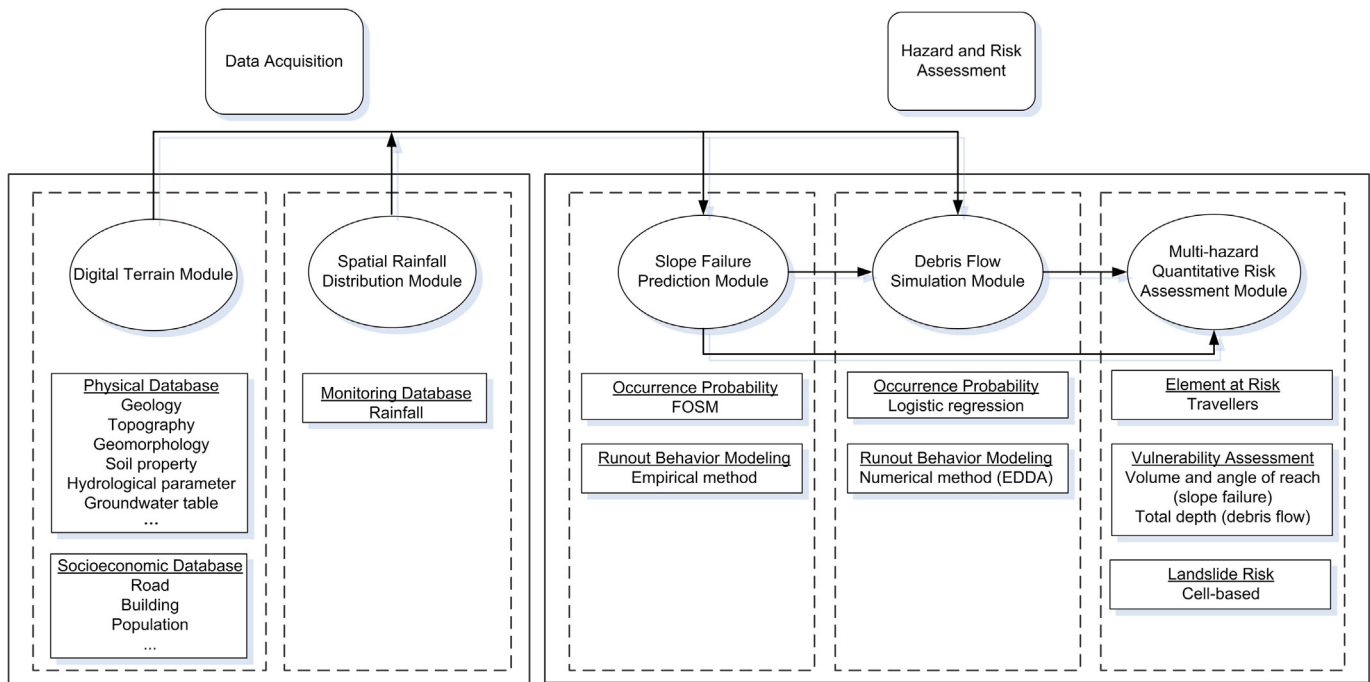 Data Acquisition
Hazard and Risk
Assessment
Digital Terrain Module
Spatial Rainfall
Distribution Module
Slope Failure
Prediction Module
Debris Flow
Simulation Module
Multi-hazard
Quantitative Risk
Assessment Module
Physical Database
Geology
Topography
Geomorphology
Soil property
Hydrological parameter
Groundwater table
...
Socioeconomic Database
Road
Building
Population
...
Monitoring Database
Rainfall
Occurrence Probability
FOSM
Runout Behavior Modeling
Empirical method
Occurrence Probability
Logistic regression
Runout Behavior Modeling
Numerical method (EDDA)
Element at Risk
Travellers
Vulnerability Assessment
Volume and angle of reach
(slope failure)
Total depth (debris flow)
Landslide Risk
Cell-based